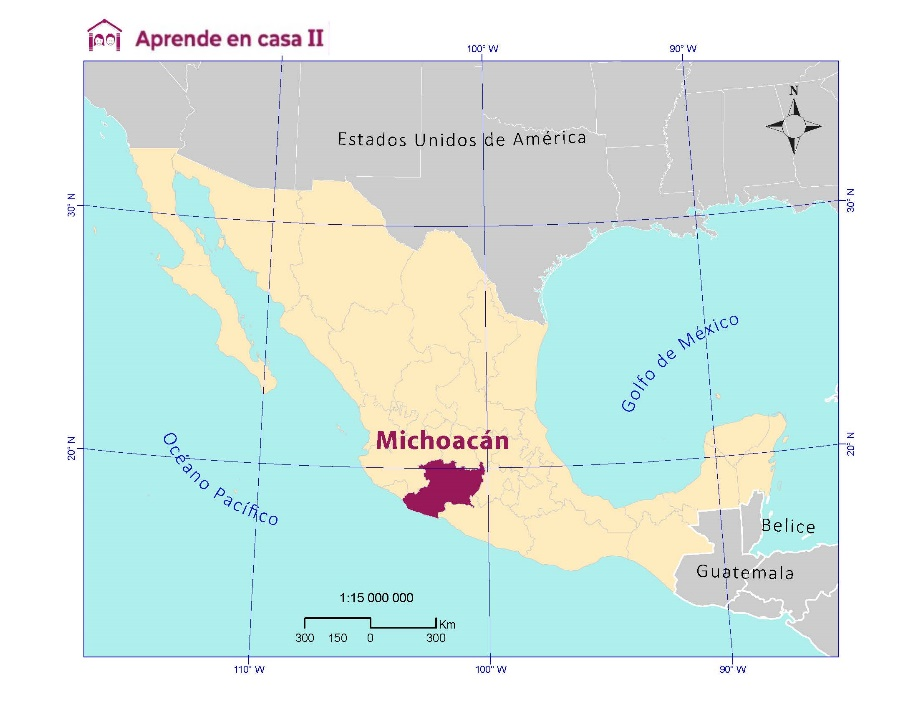 Aprende en casa II
100° W
90° W
N
Estados Unidos de América
30° N
30° N
Golfo de México
Michoacán
20° N
20° N
Océano Pacífico
Belice
Guatemala
1:15 000 000
Km
300 150 0 300
110° W
100° W
90° W